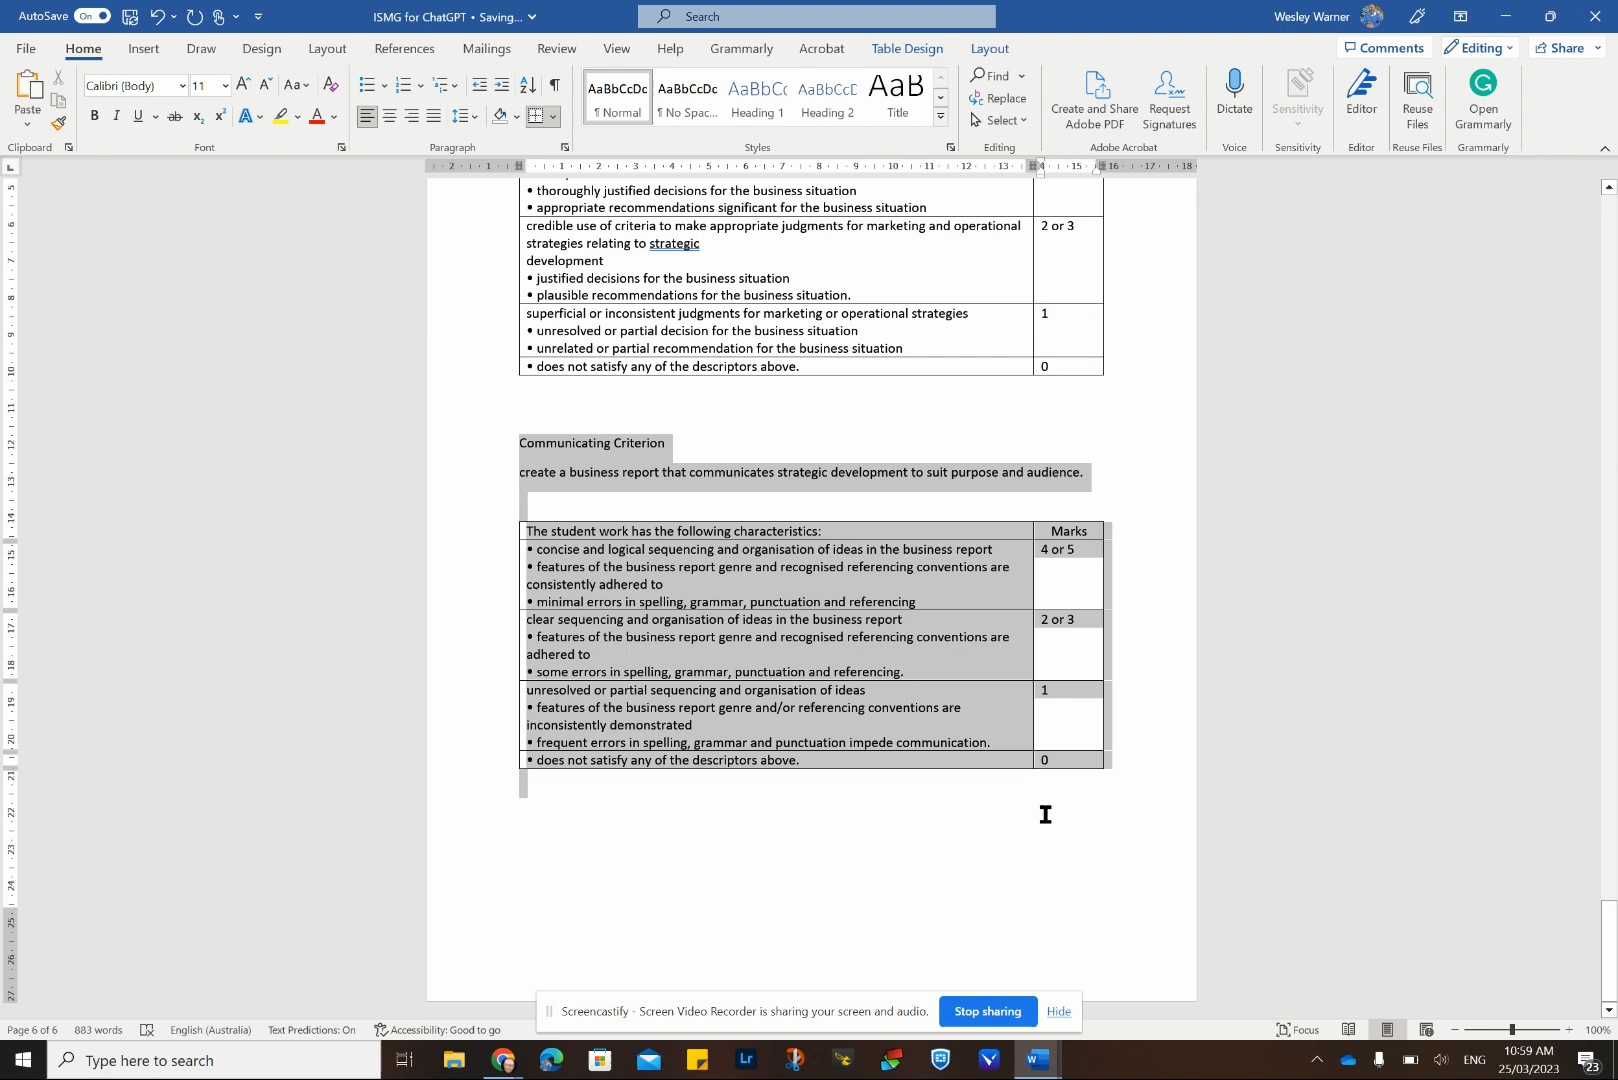 AutoSave On
ISMG for ChatGPT • Saving...
Search
Wesley Warner
File Home Insert Draw Design Layout References Mailings Review View Help Grammarly Acrobat Table Design Layout
Comments Editing Share
Paste
Calibri (Body) 11
AaBbCcDc AaBbCcDc AaBbCc AaBbCcC AaB
¶ Normal ¶ No Spac... Heading 1 Heading 2 Title
Find
Replace
Select
Create and Share Adobe PDF
Request Signatures
Dictate
Sensitivity
Editor
Reuse Files
Open Grammarly
Clipboard Font Paragraph Styles Editing Adobe Acrobat Voice Sensitivity Editor Reuse Files Grammarly
• thoroughly justified decisions for the business situation
• appropriate recommendations significant for the business situation
credible use of criteria to make appropriate judgments for marketing and operational 2 or 3
strategies relating to strategic
development
• justified decisions for the business situation
• plausible recommendations for the business situation.
superficial or inconsistent judgments for marketing or operational strategies 1
• unresolved or partial decision for the business situation
• unrelated or partial recommendation for the business situation
• does not satisfy any of the descriptors above. 0
Communicating Criterion
create a business report that communicates strategic development to suit purpose and audience.
The student work has the following characteristics: Marks
• concise and logical sequencing and organisation of ideas in the business report 4 or 5
• features of the business report genre and recognised referencing conventions are
consistently adhered to
• minimal errors in spelling, grammar, punctuation and referencing
clear sequencing and organisation of ideas in the business report 2 or 3
• features of the business report genre and recognised referencing conventions are
adhered to
• some errors in spelling, grammar, punctuation and referencing.
unresolved or partial sequencing and organisation of ideas 1
• features of the business report genre and/or referencing conventions are
inconsistently demonstrated
• frequent errors in spelling, grammar and punctuation impede communication.
• does not satisfy any of the descriptors above. 0
Screencastify - Screen Video Recorder is sharing your screen and audio. Stop sharing Hide
Page 6 of 6 883 words English (Australia) Text Predictions: On Accessibility: Good to go Focus 100%
Type here to search
Lr
ENG
10:59 AM
25/03/2023
23